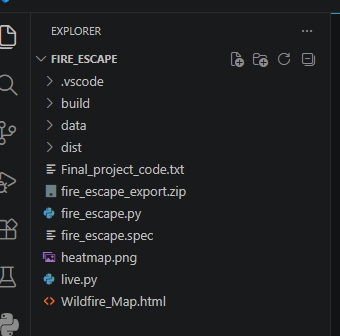 EXPLORER
FIRE_ESCAPE
.vscode
build
data
dist
Final_project_code.txt
fire_escape_export.zip
fire_escape.py
fire_escape.spec
heatmap.png
live.py
Wildfire_Map.html